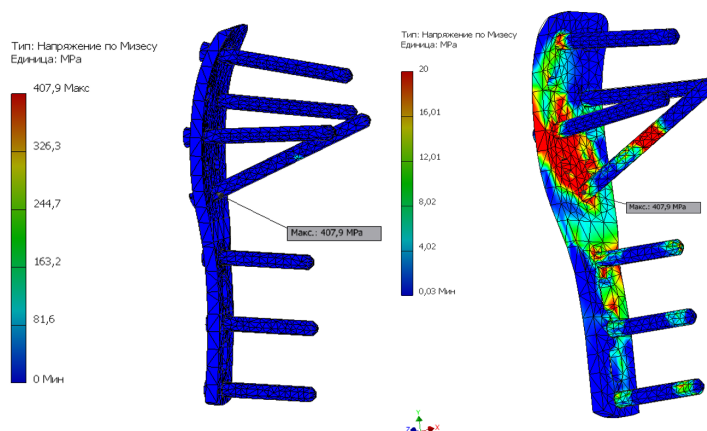 Тип: Напряжение по Мизесу
Единица: MPa
407,9 Макс
326,3
244,7
163,2
81,6
0 Мин
Макс.: 407,9 MPa
Тип: Напряжение по Мизесу
Единица: MPa
20
16,01
12,01
8,02
4,02
0,03 Мин
Макс.: 407,9 MPa
Y
Z
X